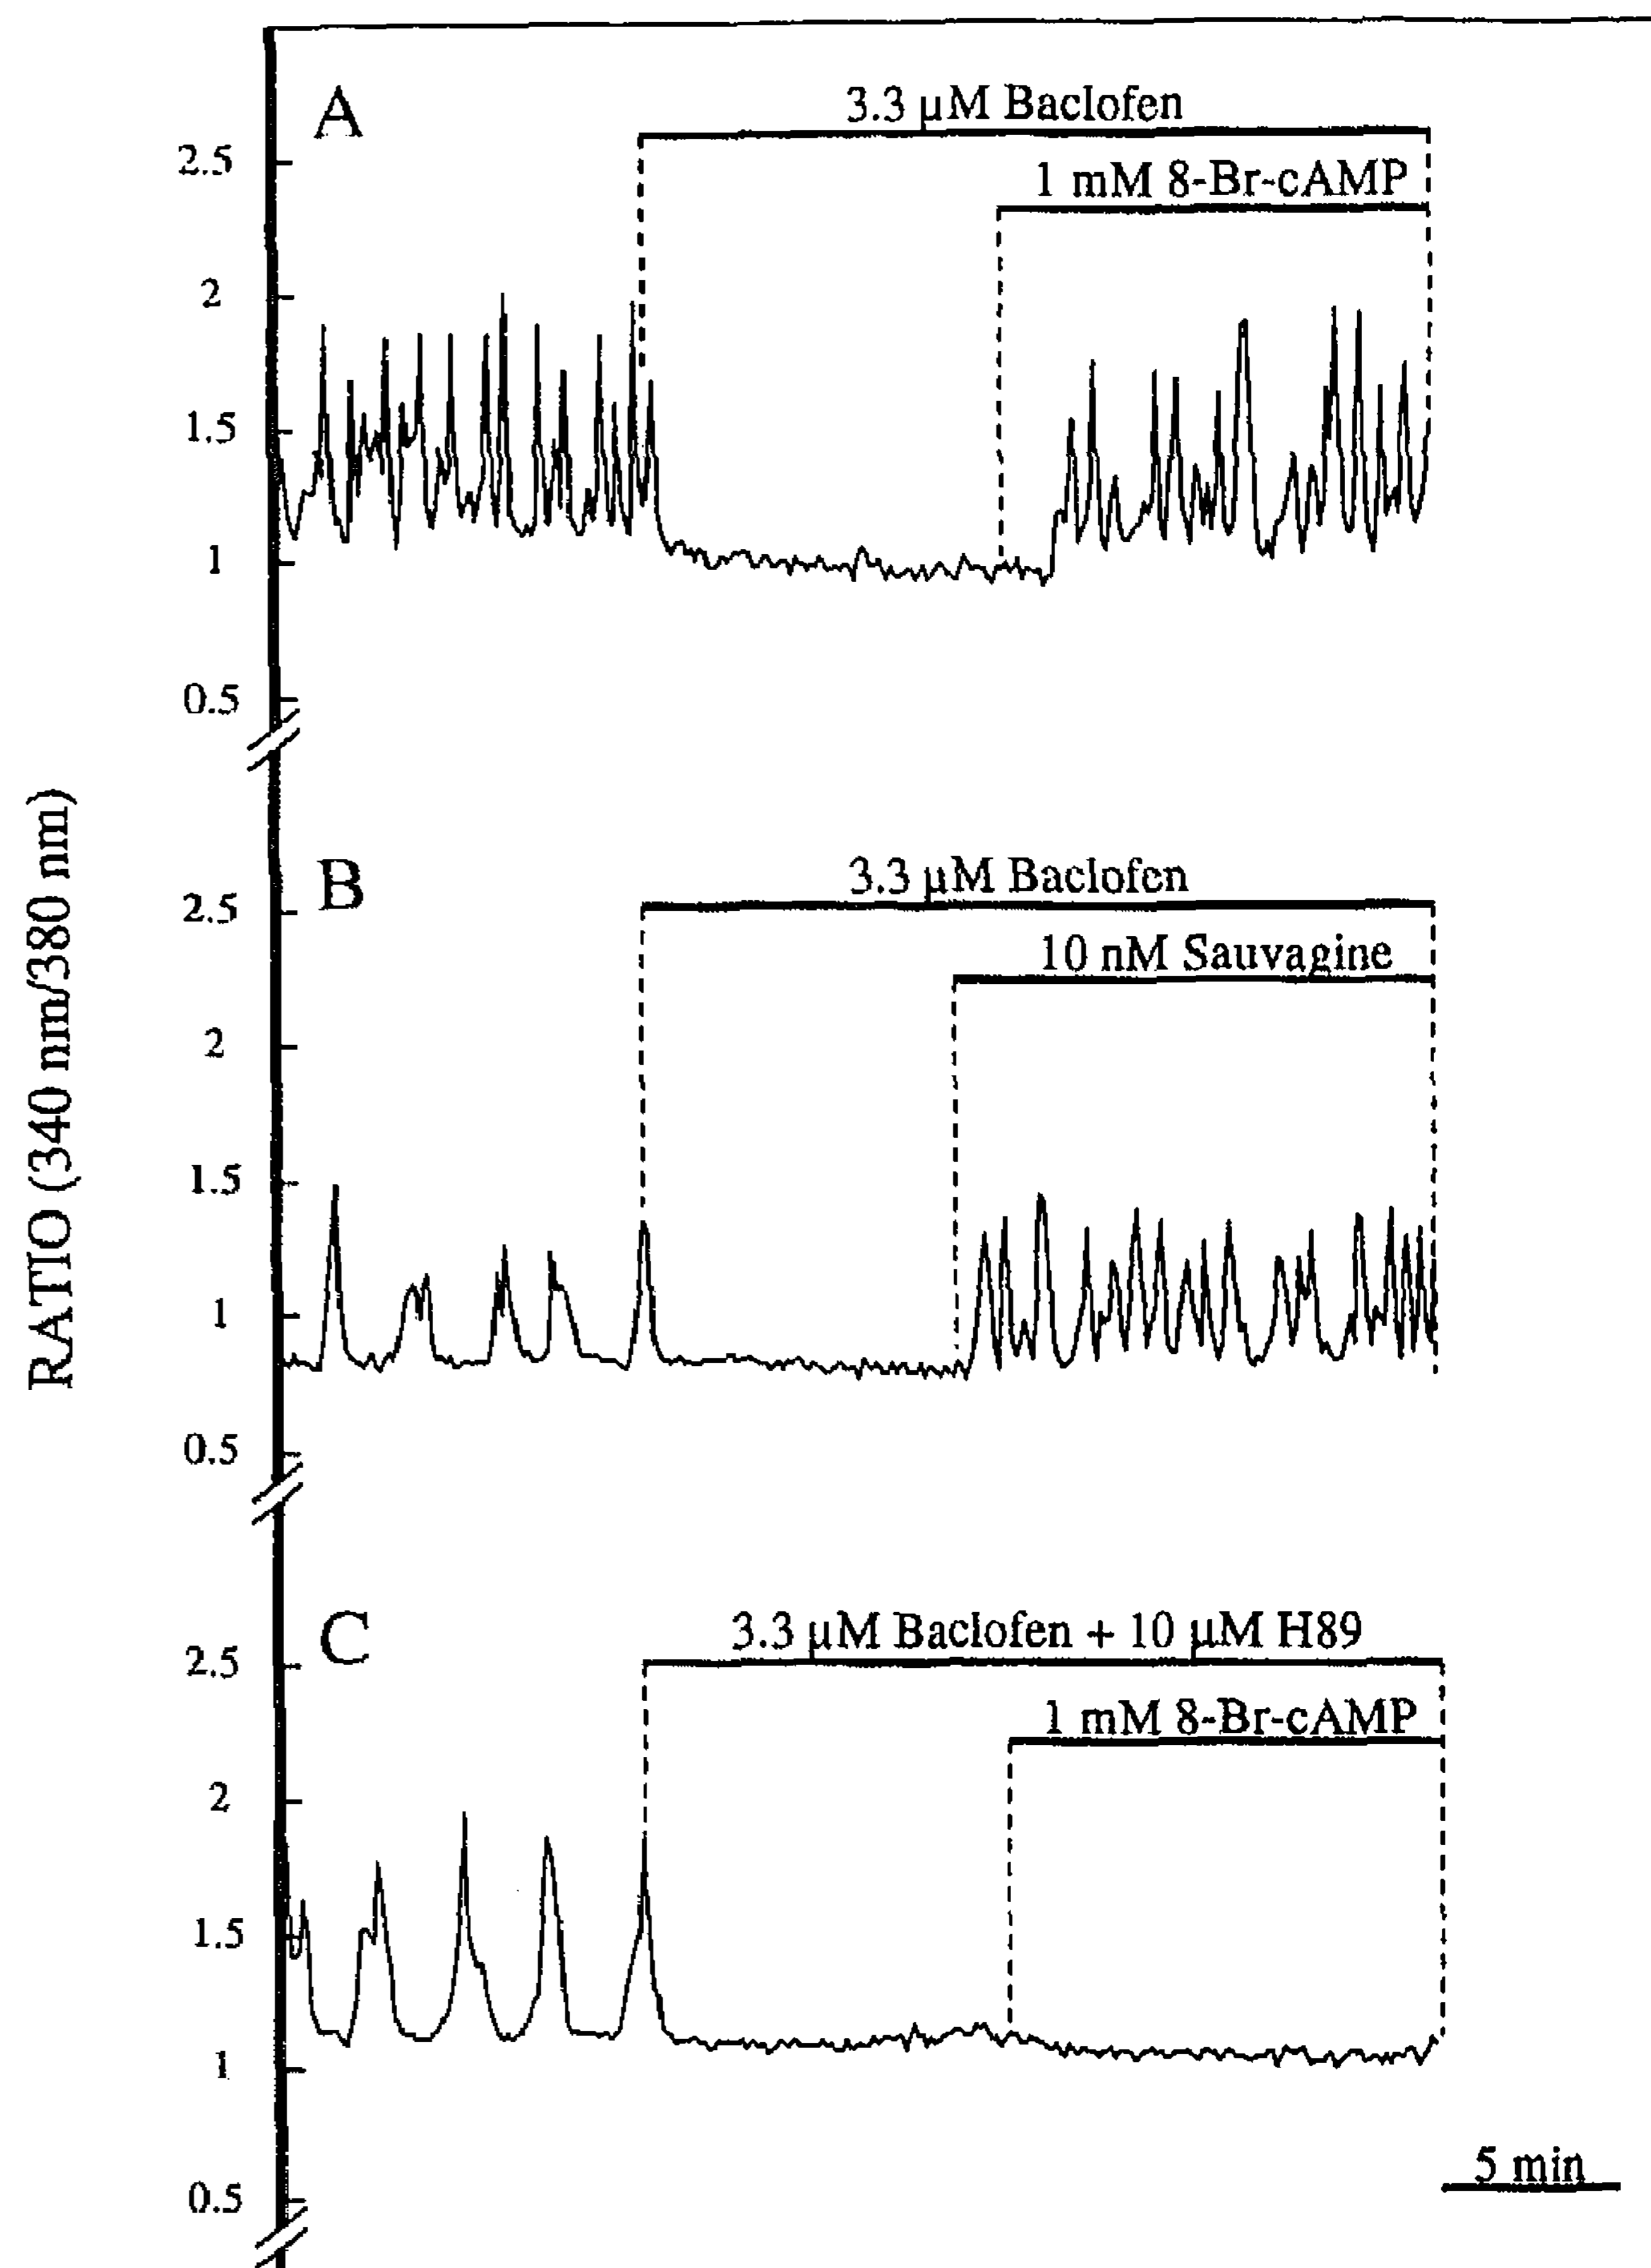 A
3.3 μM Baclofen
1 mM 8-Br-cAMP
2.5
2
1.5
1
0.5
RATIO (340 nm/380 nm)
B
3.3 μM Baclofen
10 nM Sauvagine
2.5
2
1.5
1
0.5
C
3.3 μM Baclofen + 10 μM H89
1 mM 8-Br-cAMP
2.5
2
1.5
1
0.5
5 min